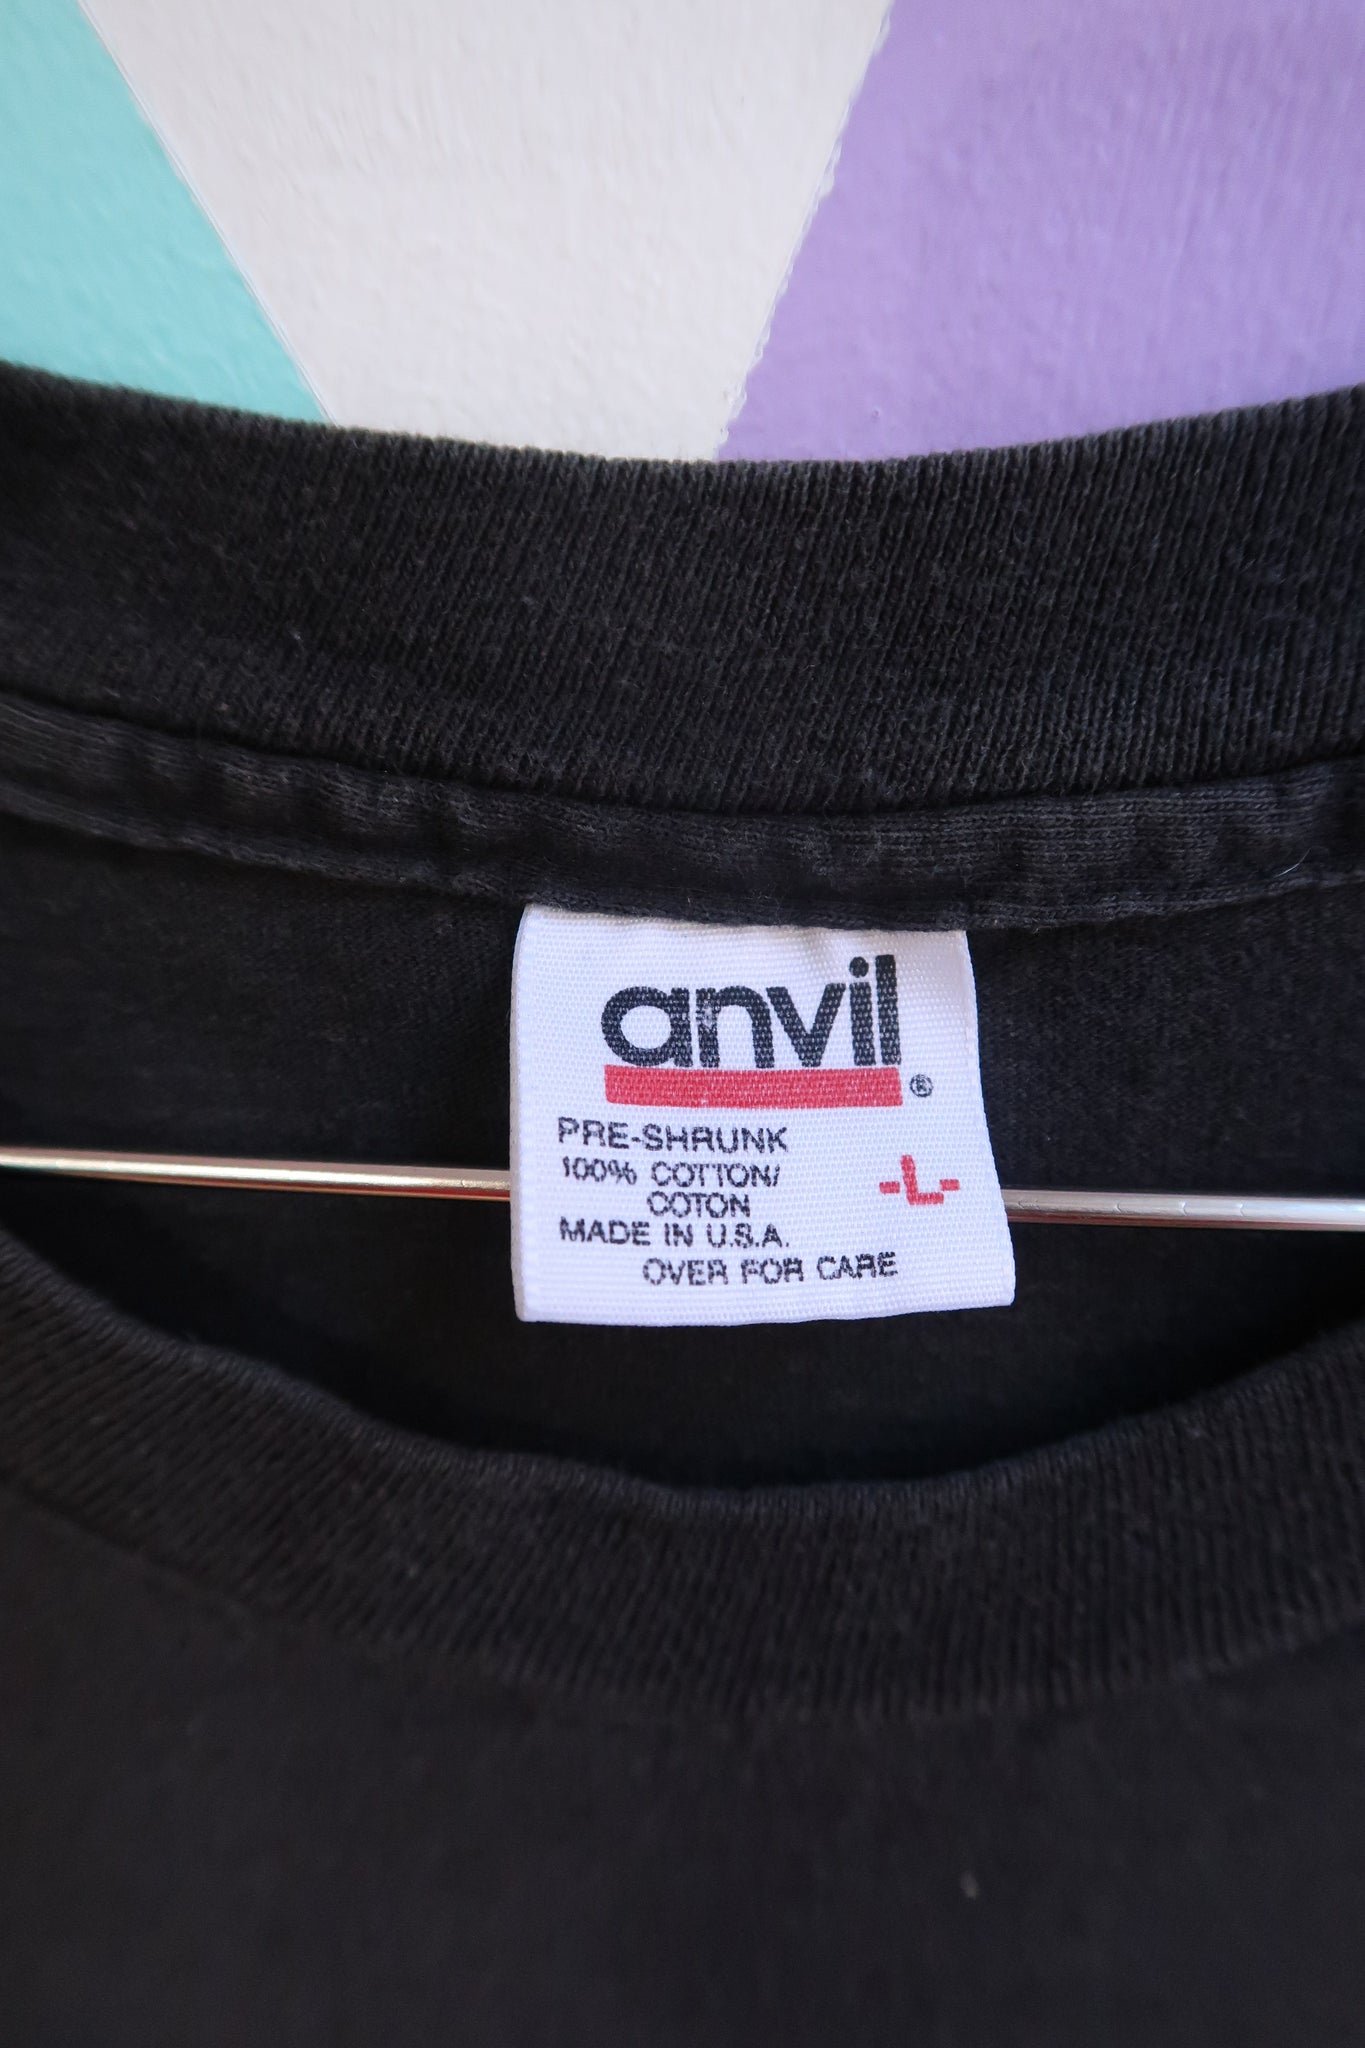 anvil®
PRE-SHRUNK
100% COTTON/
COTON
-L-
MADE IN U.S.A.
OVER FOR CARE